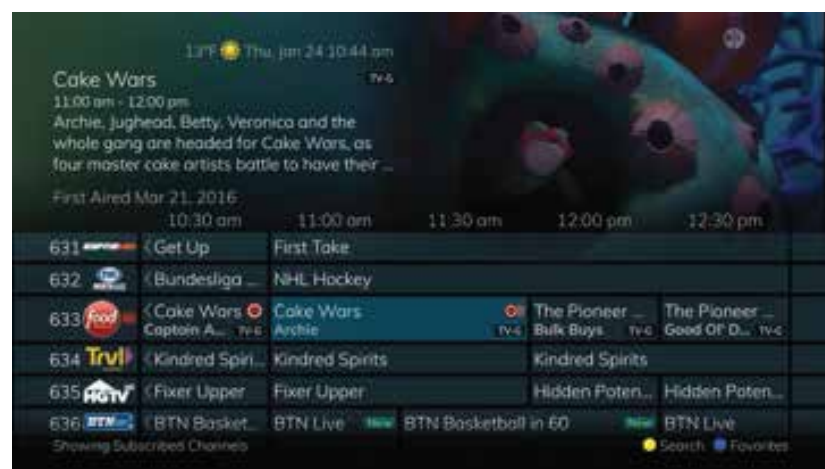 13°F Thu, Jan 24 10:44 am
Cake Wars TV-G
11:00 am - 12:00 pm
Archie, Jughead, Betty, Veronica and the
whole gang are headed for Cake Wars, as
four master cake artists battle to have their ...
First Aired Mar 21, 2016
10:30 am 11:00 am 11:30 am 12:00 pm 12:30 pm
631 Get Up First Take
632 FOX Bundesliga ... NHL Hockey
633 food Cake Wars Cake Wars The Pioneer ... The Pioneer ...
Captain A... TV-G Archie TV-G Bulk Buys TV-G Good Ol' D... TV-G
634 Trvl Kindred Spiri... Kindred Spirits Kindred Spirits
635 HGTV Fixer Upper Fixer Upper Hidden Poten... Hidden Poten...
636 BTN BTN Basket... BTN Live New BTN Basketball in 60 New BTN Live
Showing Subscribed Channels Search Favorites